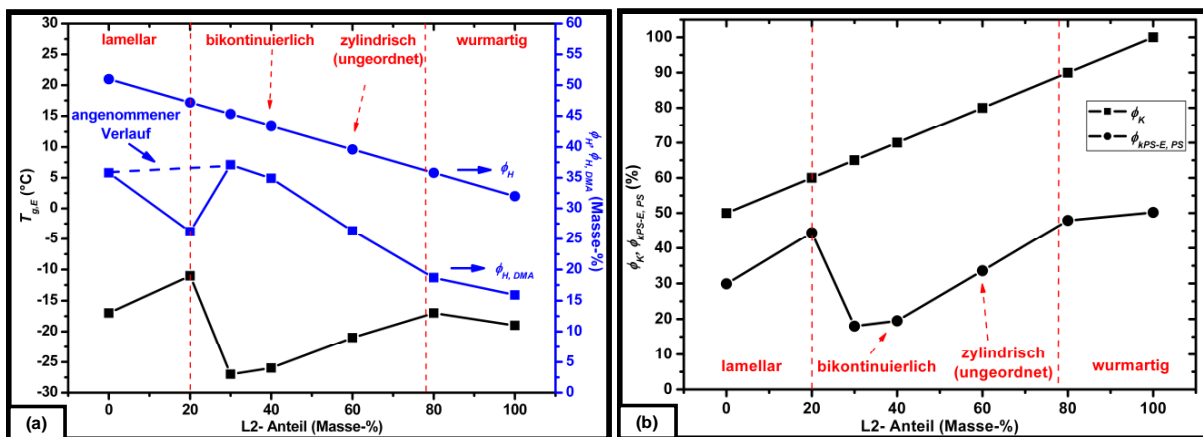 lamellar
bikontinuierlich
zylindrisch
(ungeordnet)
wurmartig
angenommener
Verlauf
ϕH
ϕH, DMA
Tg,E (°C)
ϕH, ϕH, DMA
(Masse-%)
30
25
20
15
10
5
0
-5
-10
-15
-20
-25
-30
60
55
50
45
40
35
30
25
20
15
10
5
0
0 20 40 60 80 100
L2- Anteil (Masse-%)
(a)
100
90
80
70
60
50
40
30
20
10
0
ϕK, ϕkPS-E, PS (%)
ϕK
ϕkPS-E, PS
lamellar
bikontinuierlich
zylindrisch
(ungeordnet)
wurmartig
0 20 40 60 80 100
L2- Anteil (Masse-%)
(b)